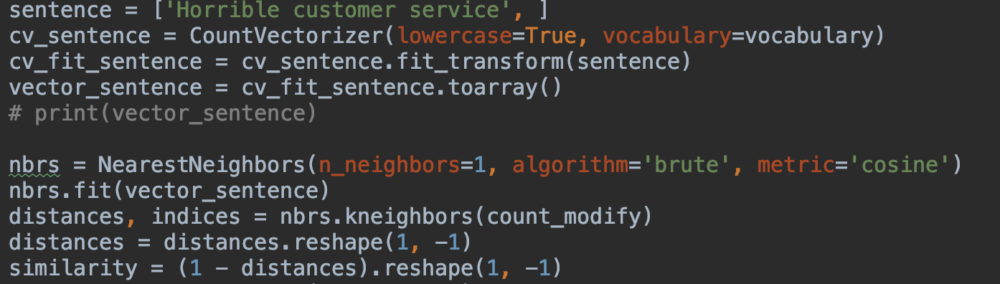 sentence = ['Horrible customer service', ]
cv_sentence = CountVectorizer(lowercase=True, vocabulary=vocabulary)
cv_fit_sentence = cv_sentence.fit_transform(sentence)
vector_sentence = cv_fit_sentence.toarray()
# print(vector_sentence)
nbrs = NearestNeighbors(n_neighbors=1, algorithm='brute', metric='cosine')
nbrs.fit(vector_sentence)
distances, indices = nbrs.kneighbors(count_modify)
distances = distances.reshape(1, -1)
similarity = (1 - distances).reshape(1, -1)